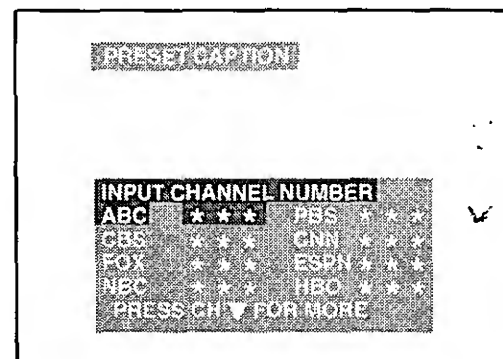 PRESET CAPTION
INPUT CHANNEL NUMBER
ABC * * * PBS * * *
CBS * * * CNN * * *
FOX * * * ESPN * * *
NBC * * * HBO * * *
PRESS CH ▼ FOR MORE